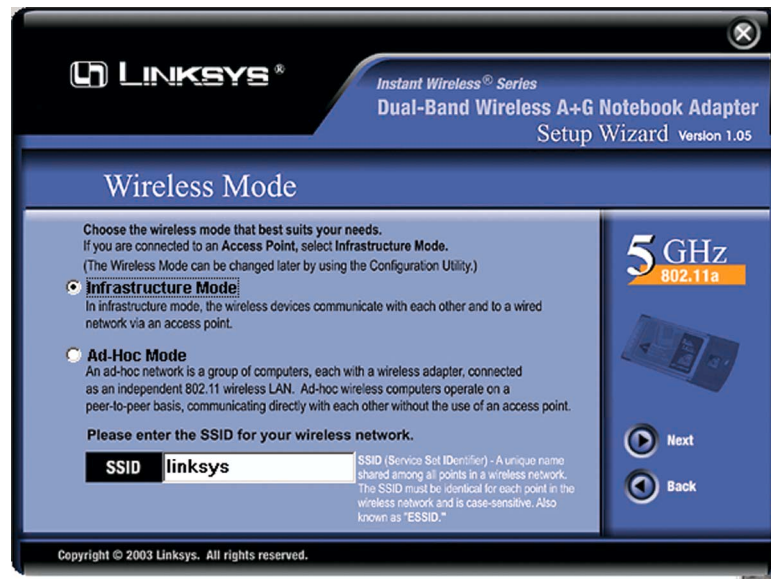 LINKSYS®
Instant Wireless® Series
Dual-Band Wireless A+G Notebook Adapter
Setup Wizard Version 1.05
Wireless Mode
Choose the wireless mode that best suits your needs.
If you are connected to an Access Point, select Infrastructure Mode.
(The Wireless Mode can be changed later by using the Configuration Utility.)
Infrastructure Mode
In infrastructure mode, the wireless devices communicate with each other and to a wired
network via an access point.
Ad-Hoc Mode
An ad-hoc network is a group of computers, each with a wireless adapter, connected
as an independent 802.11 wireless LAN. Ad-hoc wireless computers operate on a
peer-to-peer basis, communicating directly with each other without the use of an access point.
Please enter the SSID for your wireless network.
SSID linksys
SSID (Service Set IDentifier) - A unique name
shared among all points in a wireless network.
The SSID must be identical for each point in the
wireless network and is case-sensitive. Also
known as "ESSID."
5 GHz
802.11a
Next
Back
Copyright © 2003 Linksys. All rights reserved.